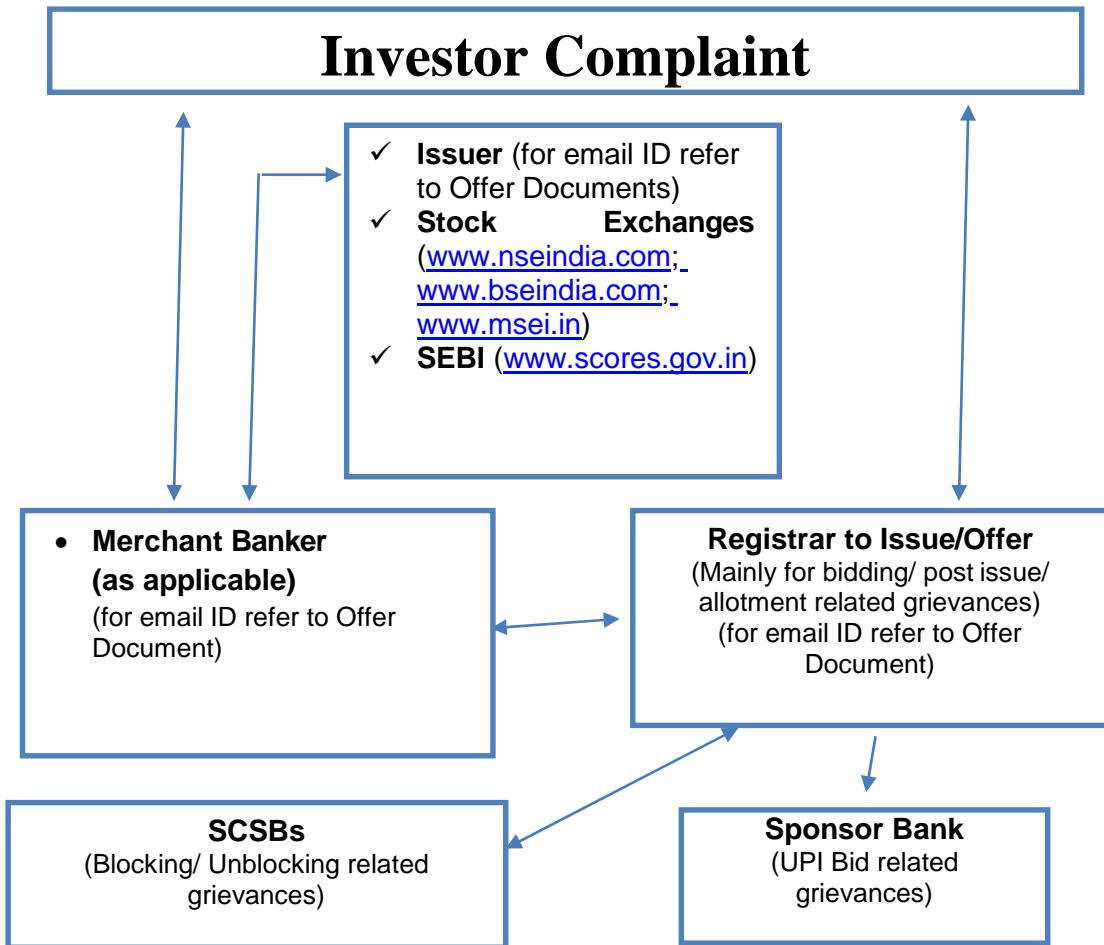 Investor Complaint
✓ Issuer (for email ID refer
to Offer Documents)
✓ Stock Exchanges
(www.nseindia.com;
www.bseindia.com;
www.msei.in)
✓ SEBI (www.scores.gov.in)
• Merchant Banker
(as applicable)
(for email ID refer to Offer
Document)
Registrar to Issue/Offer
(Mainly for bidding/ post issue/
allotment related grievances)
(for email ID refer to Offer
Document)
SCSBs
(Blocking/ Unblocking related
grievances)
Sponsor Bank
(UPI Bid related
grievances)